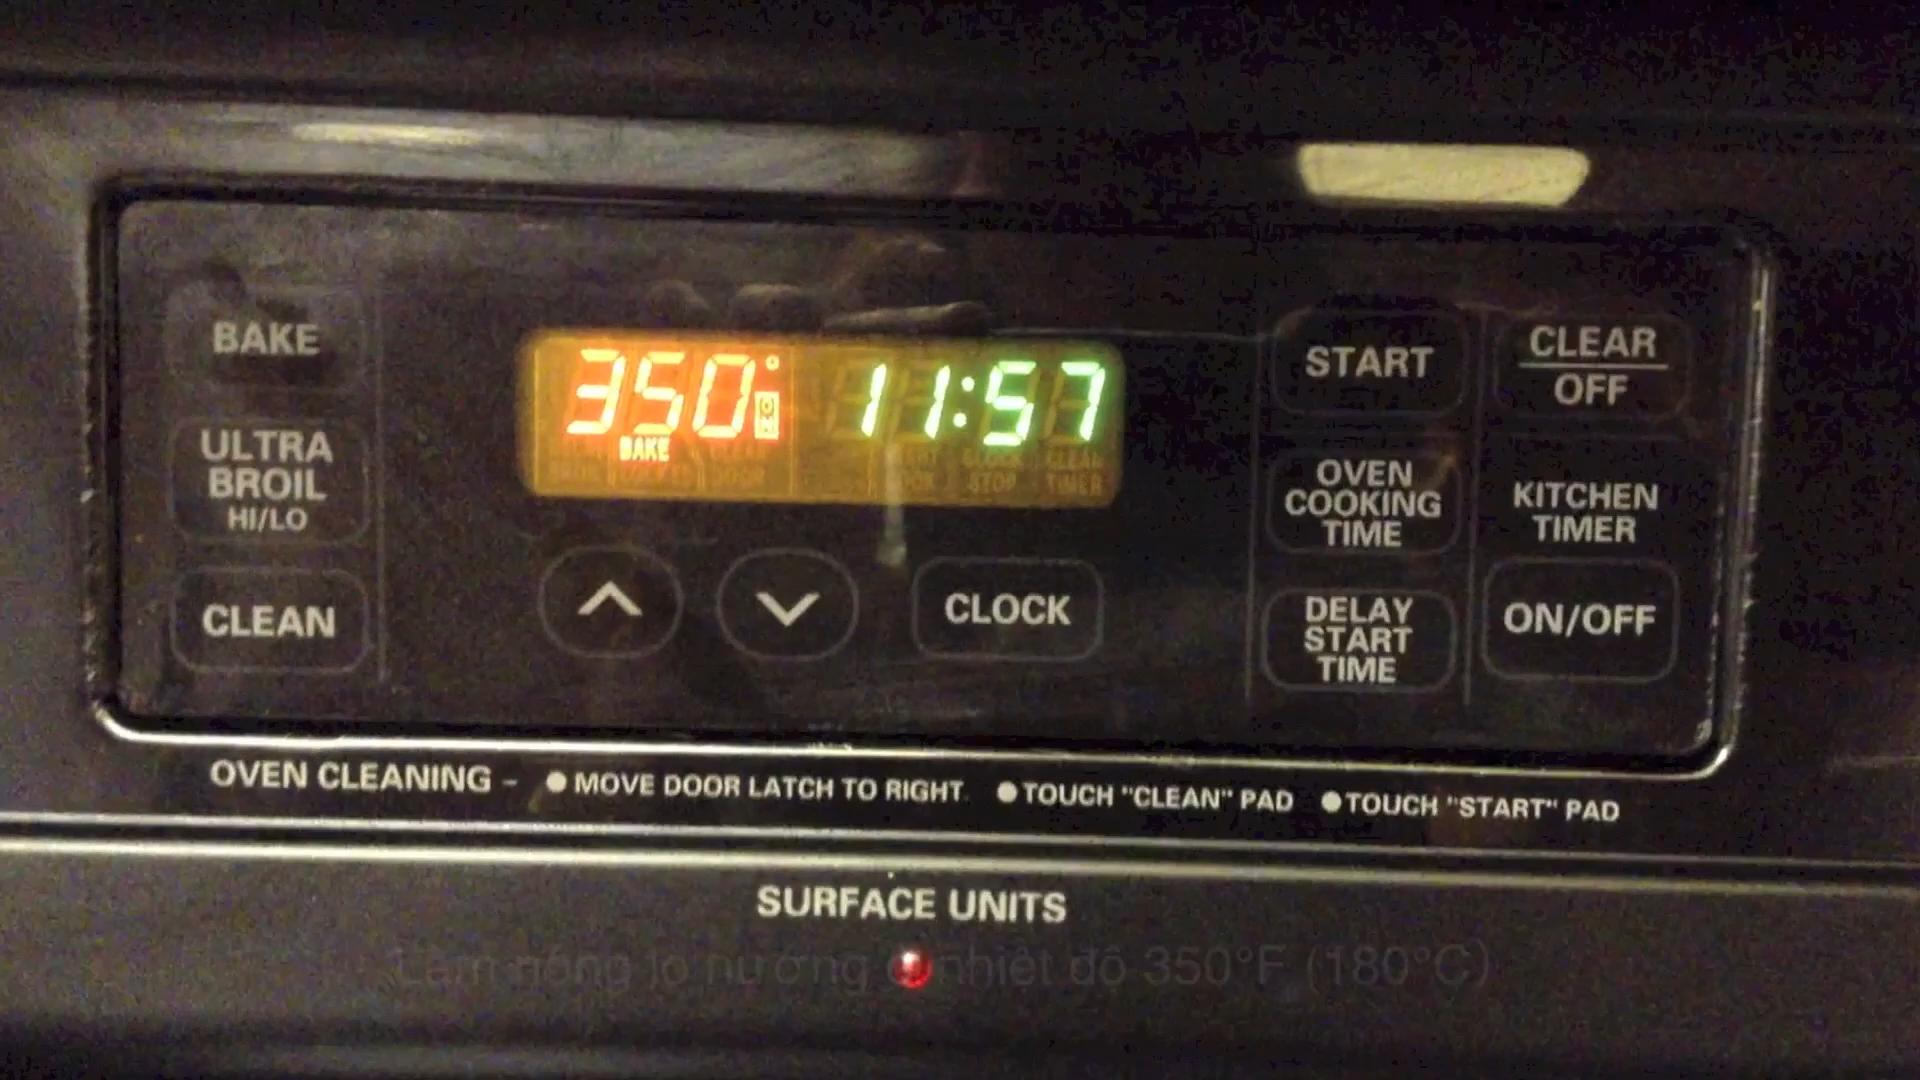 BAKE
ULTRA
BROIL
HI/LO
CLEAN
350°
ON
BAKE
11:57
CLOCK
START
OVEN
COOKING
TIME
DELAY
START
TIME
CLEAR
OFF
KITCHEN
TIMER
ON/OFF
OVEN CLEANING – ●MOVE DOOR LATCH TO RIGHT ●TOUCH "CLEAN" PAD ●TOUCH "START" PAD
SURFACE UNITS
Làm nóng lò nướng nhiệt độ 350°F (180°C)